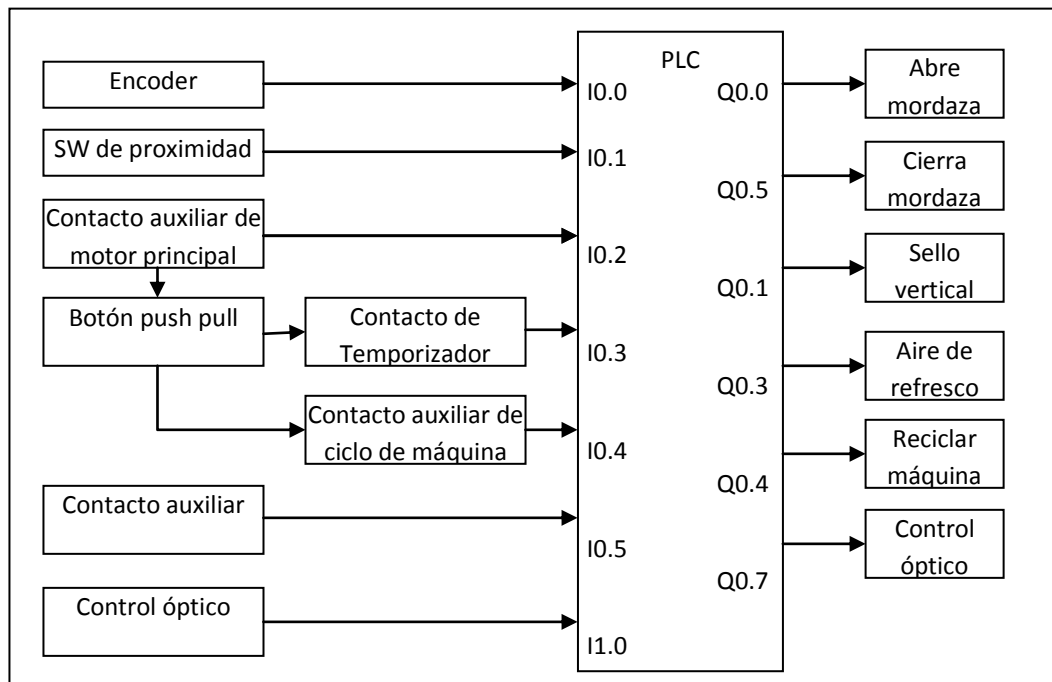 Encoder
SW de proximidad
Contacto auxiliar de
motor principal
Botón push pull
Contacto de
Temporizador
Contacto auxiliar de
ciclo de máquina
Contacto auxiliar
Control óptico
PLC
I0.0
I0.1
I0.2
I0.3
I0.4
I0.5
I1.0
Q0.0
Q0.5
Q0.1
Q0.3
Q0.4
Q0.7
Abre
mordaza
Cierra
mordaza
Sello
vertical
Aire de
refresco
Reciclar
máquina
Control
óptico